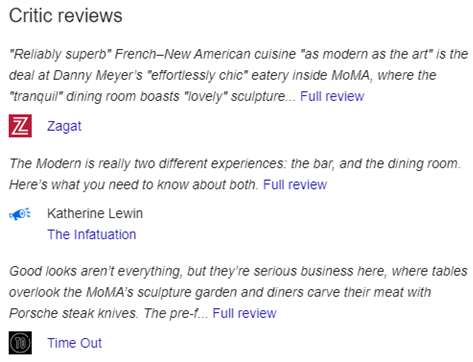 Critic reviews
"Reliably superb" French–New American cuisine "as modern as the art" is the
deal at Danny Meyer's "effortlessly chic" eatery inside MoMA, where the
"tranquil" dining room boasts "lovely" sculpture... Full review
Z
Zagat
The Modern is really two different experiences: the bar, and the dining room.
Here's what you need to know about both. Full review
Katherine Lewin
The Infatuation
Good looks aren’t everything, but they’re serious business here, where tables
overlook the MoMA’s sculpture garden and diners carve their meat with
Porsche steak knives. The pre-f... Full review
TO
Time Out